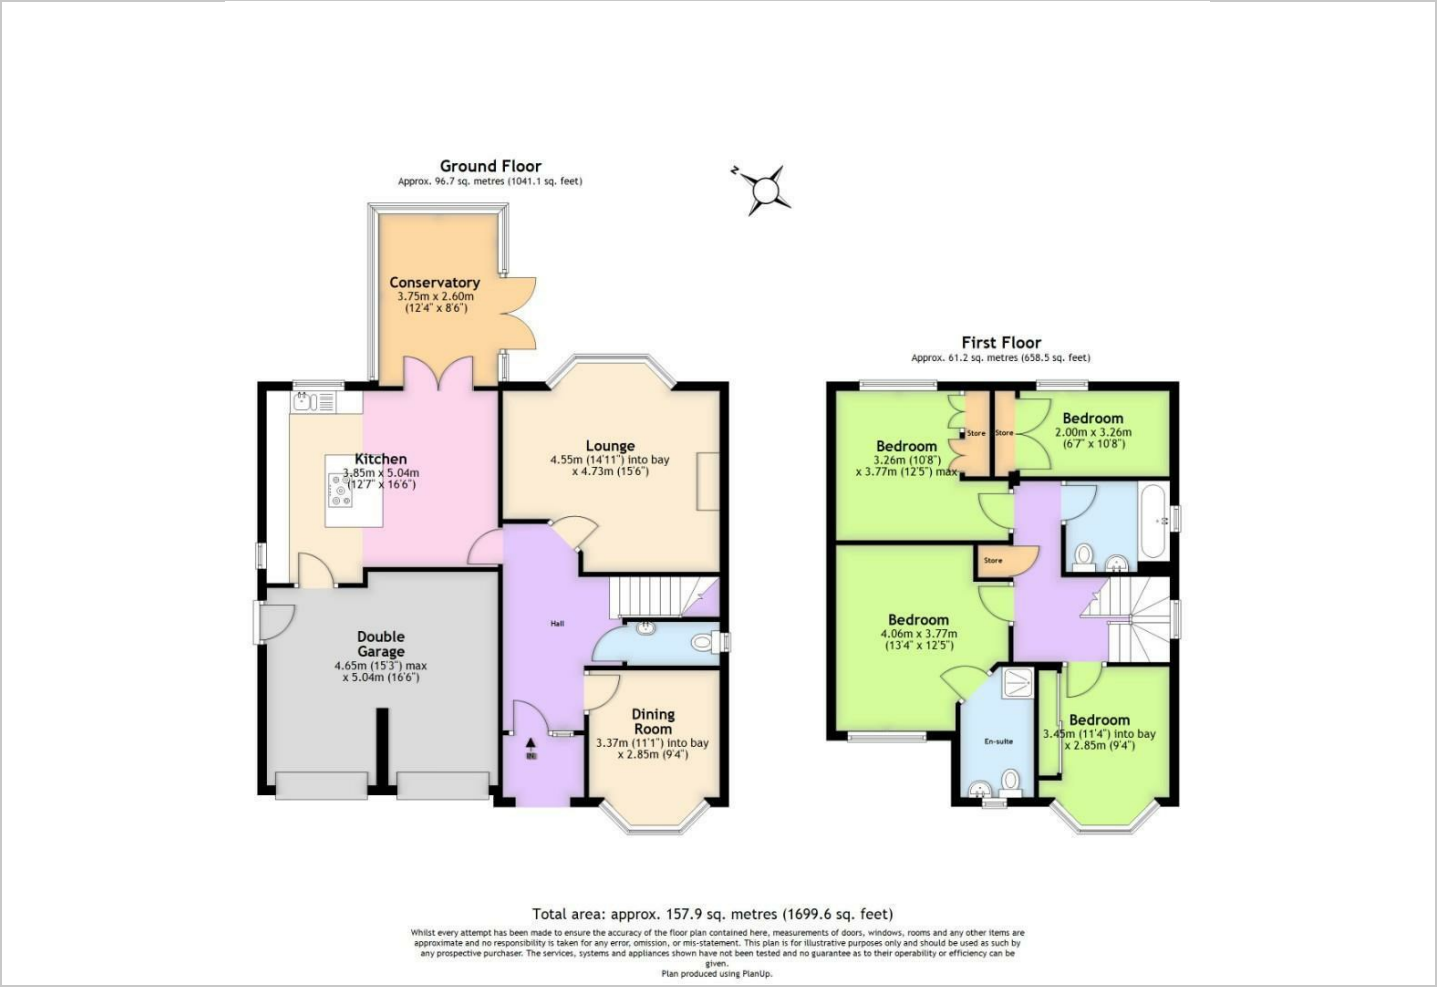 Ground Floor
Approx. 96.7 sq. metres (1041.1 sq. feet)
N
Conservatory
3.75m x 2.60m
(12'4" x 8'6")
Kitchen
3.85m x 5.04m
(12'7" x 16'6")
Lounge
4.55m (14'11") into bay
x 4.73m (15'6")
Hall
Double
Garage
4.65m (15'3") max
x 5.04m (16'6")
Dining
Room
3.37m (11'1") into bay
x 2.85m (9'4")
First Floor
Approx. 61.2 sq. metres (658.5 sq. feet)
Bedroom
3.26m (10'8")
x 3.77m (12'5") max
Store
Store
Bedroom
2.00m x 3.26m
(6'7" x 10'8")
Store
Bedroom
4.06m x 3.77m
(13'4" x 12'5")
En-suite
Bedroom
3.45m (11'4") into bay
x 2.85m (9'4")
Total area: approx. 157.9 sq. metres (1699.6 sq. feet)
Whilst every attempt has been made to ensure the accuracy of the floor plan contained here, measurements of doors, windows, rooms and any other items are
approximate and no responsibility is taken for any error, omission, or mis-statement. This plan is for illustrative purposes only and should be used as such by
any prospective purchaser. The services, systems and appliances shown have not been tested and no guarantee as to their operability or efficiency can be
given.
Plan produced using PlanUp.